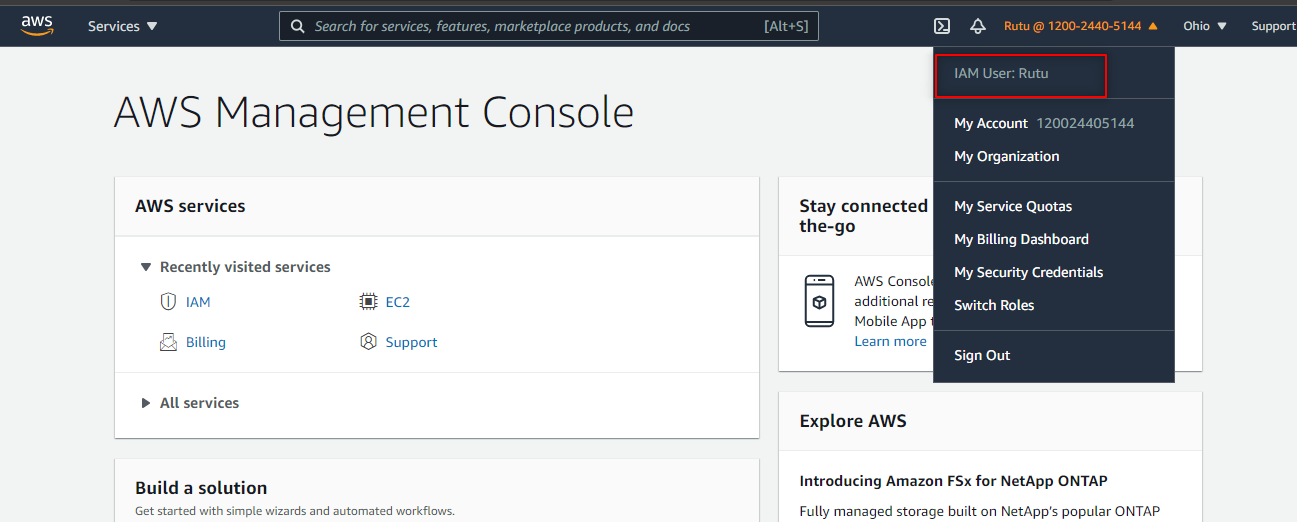 aws
Services
Search for services, features, marketplace products, and docs [Alt+S]
Rutu @ 1200-2440-5144
Ohio
Support
IAM User: Rutu
My Account 120024405144
My Organization
My Service Quotas
My Billing Dashboard
My Security Credentials
Switch Roles
Sign Out
AWS Management Console
AWS services
Recently visited services
IAM
EC2
Billing
Support
All services
Build a solution
Get started with simple wizards and automated workflows.
Stay connected
the-go
AWS Console
additional re
Mobile App
Learn more
Explore AWS
Introducing Amazon FSx for NetApp ONTAP
Fully managed storage built on NetApp's popular ONTAP